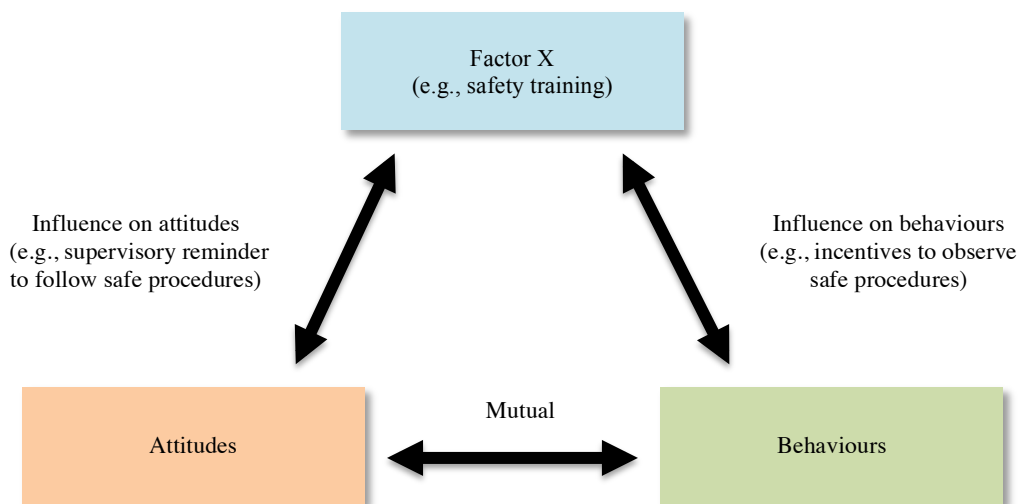 Factor X
(e.g., safety training)
Influence on attitudes
(e.g., supervisory reminder
to follow safe procedures)
Influence on behaviours
(e.g., incentives to observe
safe procedures)
Mutual
Attitudes
Behaviours